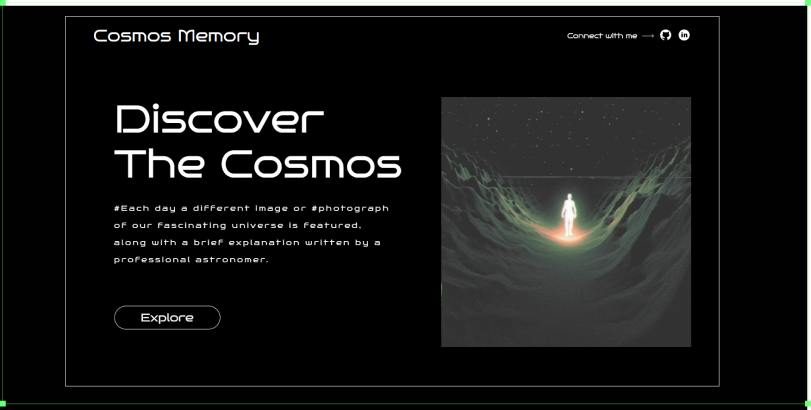 Cosmos Memory
Connect with me
Discover
The Cosmos
#Each day a different image or #photograph
of our fascinating universe is featured,
along with a brief explanation written by a
professional astronomer.
Explore